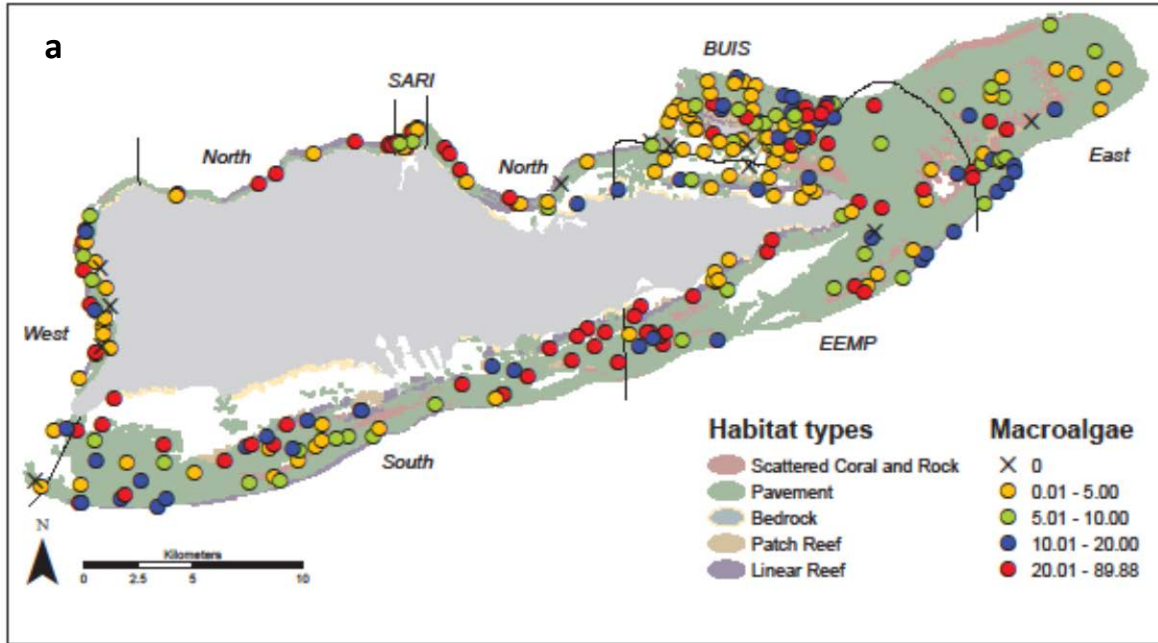 a
BUIS
SARI
North
North
East
West
EEMP
South
Habitat types
Scattered Coral and Rock
Pavement
Bedrock
Patch Reef
Linear Reef
Macroalgae
0
0.01 - 5.00
5.01 - 10.00
10.01 - 20.00
20.01 - 89.88
N
Kilometers
0 2.5 5 10